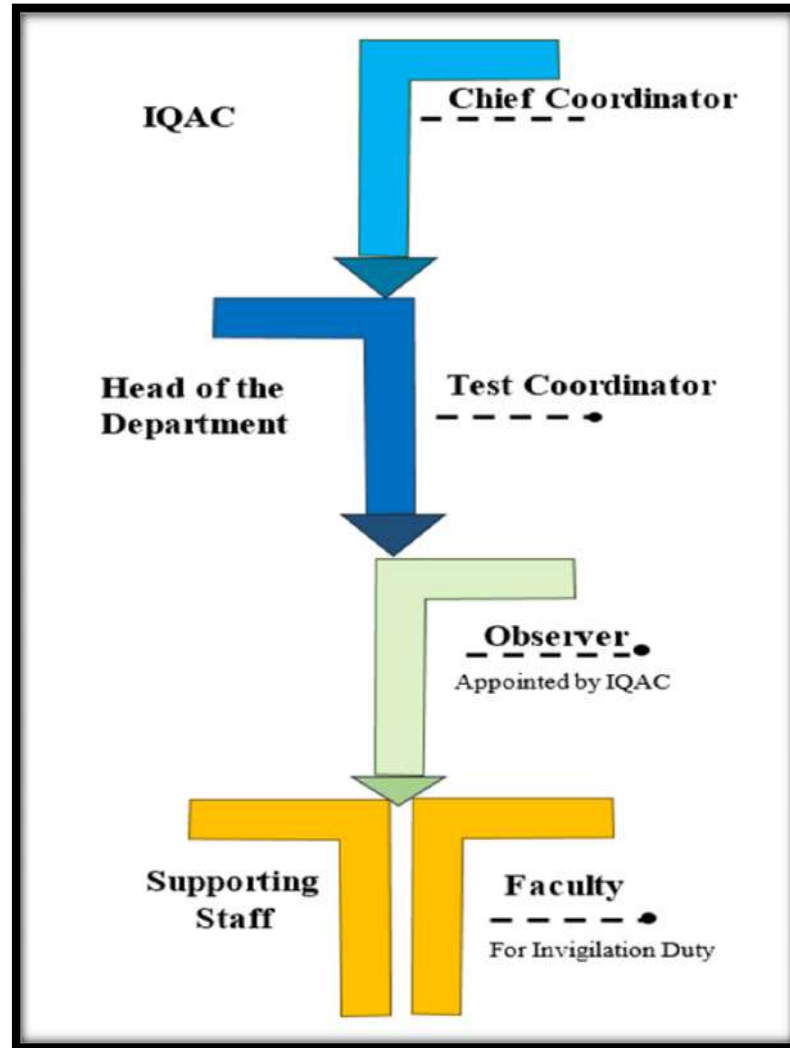 IQAC
Chief Coordinator
Head of the
Department
Test Coordinator
Observer
Appointed by IQAC
Supporting
Staff
Faculty
For Invigilation Duty